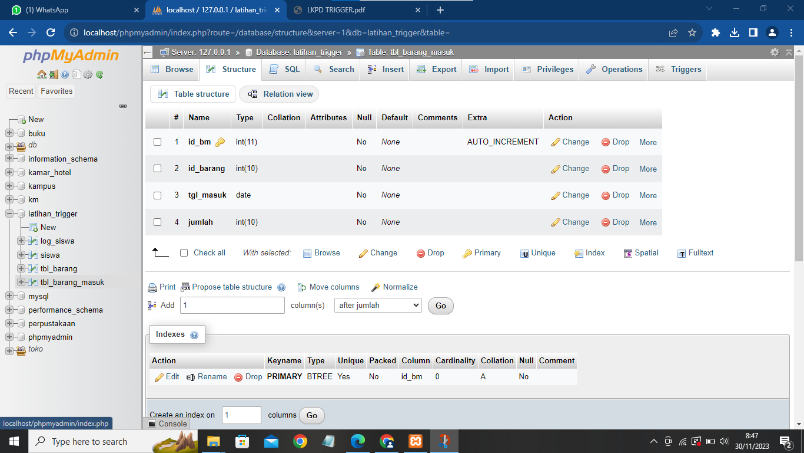 (1) WhatsApp
localhost / 127.0.0.1 / latihan_tri
LKPD TRIGGER.pdf
localhost/phpmyadmin/index.php?route=/database/structure&server=1&db=latihan_trigger&table=
phpMyAdmin
Recent Favorites
New
buku
db
information_schema
kamar_hotel
kampus
km
latihan_trigger
New
log_siswa
siswa
tbl_barang
tbl_barang_masuk
mysql
performance_schema
perpustakaan
phpmyadmin
toko
localhost/phpmyadmin/index.php
Server: 127.0.0.1 » Database: latihan_trigger » Table: tbl_barang_masuk
Browse Structure SQL Search Insert Export Import Privileges Operations Triggers
Table structure Relation view
# Name Type Collation Attributes Null Default Comments Extra Action
1 id_bm int(11) No None AUTO_INCREMENT Change Drop More
2 id_barang int(10) No None Change Drop More
3 tgl_masuk date No None Change Drop More
4 jumlah int(10) No None Change Drop More
Check all With selected: Browse Change Drop Primary Unique Index Spatial Fulltext
Print Propose table structure Move columns Normalize
Add 1 column(s) after jumlah Go
Indexes
Action Keyname Type Unique Packed Column Cardinality Collation Null Comment
Edit Rename Drop PRIMARY BTREE Yes No id_bm 0 A No
Create an index on 1 columns Go
Console
Type here to search
8:47
30/11/2023
2